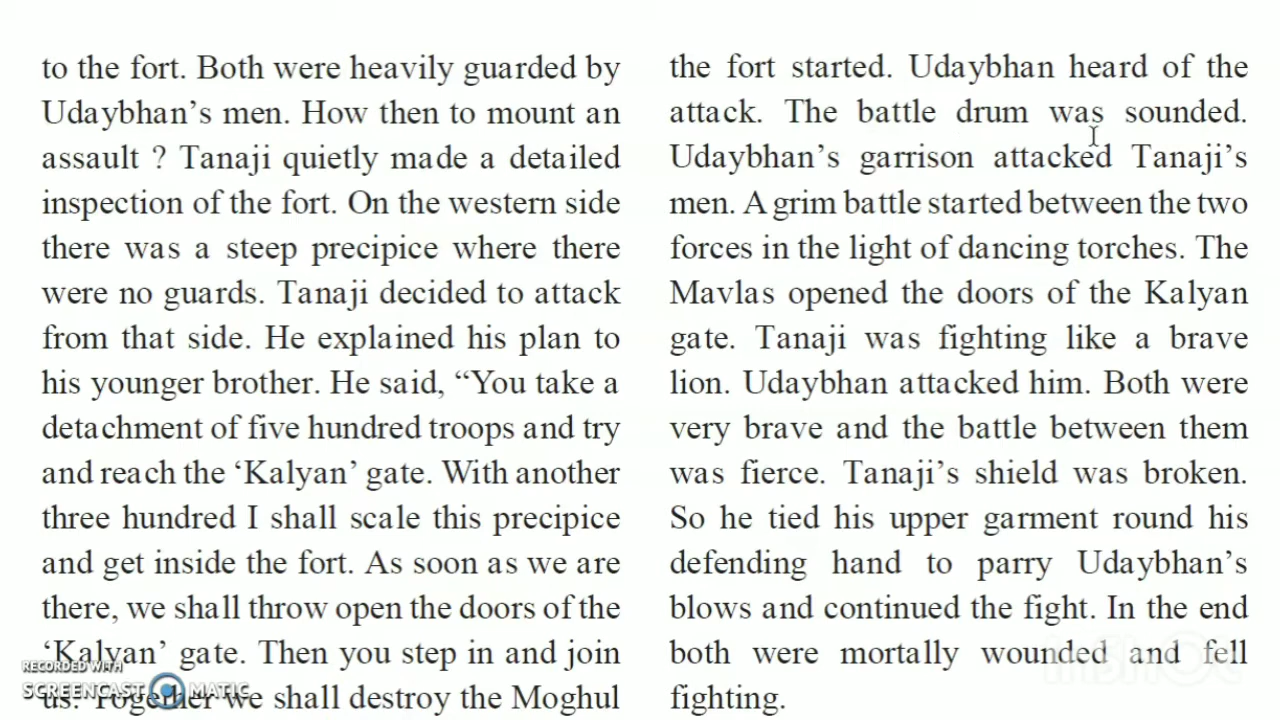 to the fort. Both were heavily guarded by
Udaybhan’s men. How then to mount an
assault ? Tanaji quietly made a detailed
inspection of the fort. On the western side
there was a steep precipice where there
were no guards. Tanaji decided to attack
from that side. He explained his plan to
his younger brother. He said, “You take a
detachment of five hundred troops and try
and reach the ‘Kalyan’ gate. With another
three hundred I shall scale this precipice
and get inside the fort. As soon as we are
there, we shall throw open the doors of the
‘Kalyan’ gate. Then you step in and join
us. Together we shall destroy the Moghul
the fort started. Udaybhan heard of the
attack. The battle drum was sounded.
Udaybhan’s garrison attacked Tanaji’s
men. A grim battle started between the two
forces in the light of dancing torches. The
Mavlas opened the doors of the Kalyan
gate. Tanaji was fighting like a brave
lion. Udaybhan attacked him. Both were
very brave and the battle between them
was fierce. Tanaji’s shield was broken.
So he tied his upper garment round his
defending hand to parry Udaybhan’s
blows and continued the fight. In the end
both were mortally wounded and fell
fighting.
RECORDED WITH
SCREENCAST MATIC
InShOt